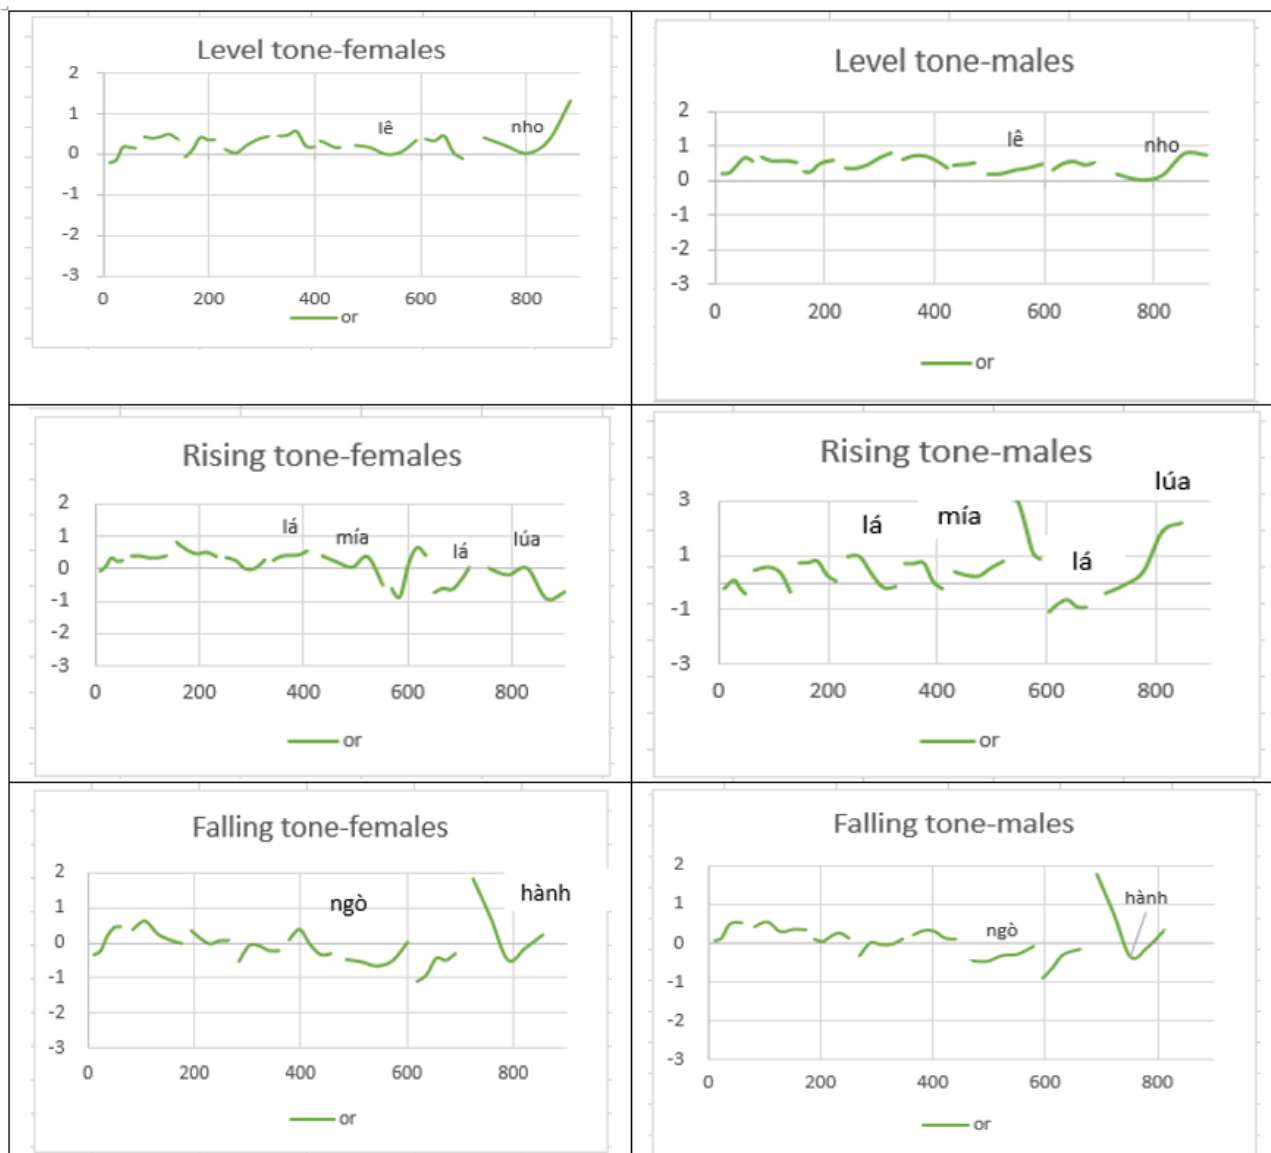 Level tone-females
2
1
lê
nho
0
-1
-2
-3
0 200 400 600 800
or
Level tone-males
2
1
lê
nho
0
-1
-2
-3
0 200 400 600 800
or
Rising tone-females
2
1
lá
mía
lá
lúa
0
-1
-2
-3
0 200 400 600 800
or
Rising tone-males
lúa
3
lá
mía
1
lá
-1
-3
0 200 400 600 800
or
Falling tone-females
2
hành
1
ngò
0
-1
-2
-3
0 200 400 600 800
or
Falling tone-males
2
hành
1
ngò
0
-1
-2
-3
0 200 400 600 800
or